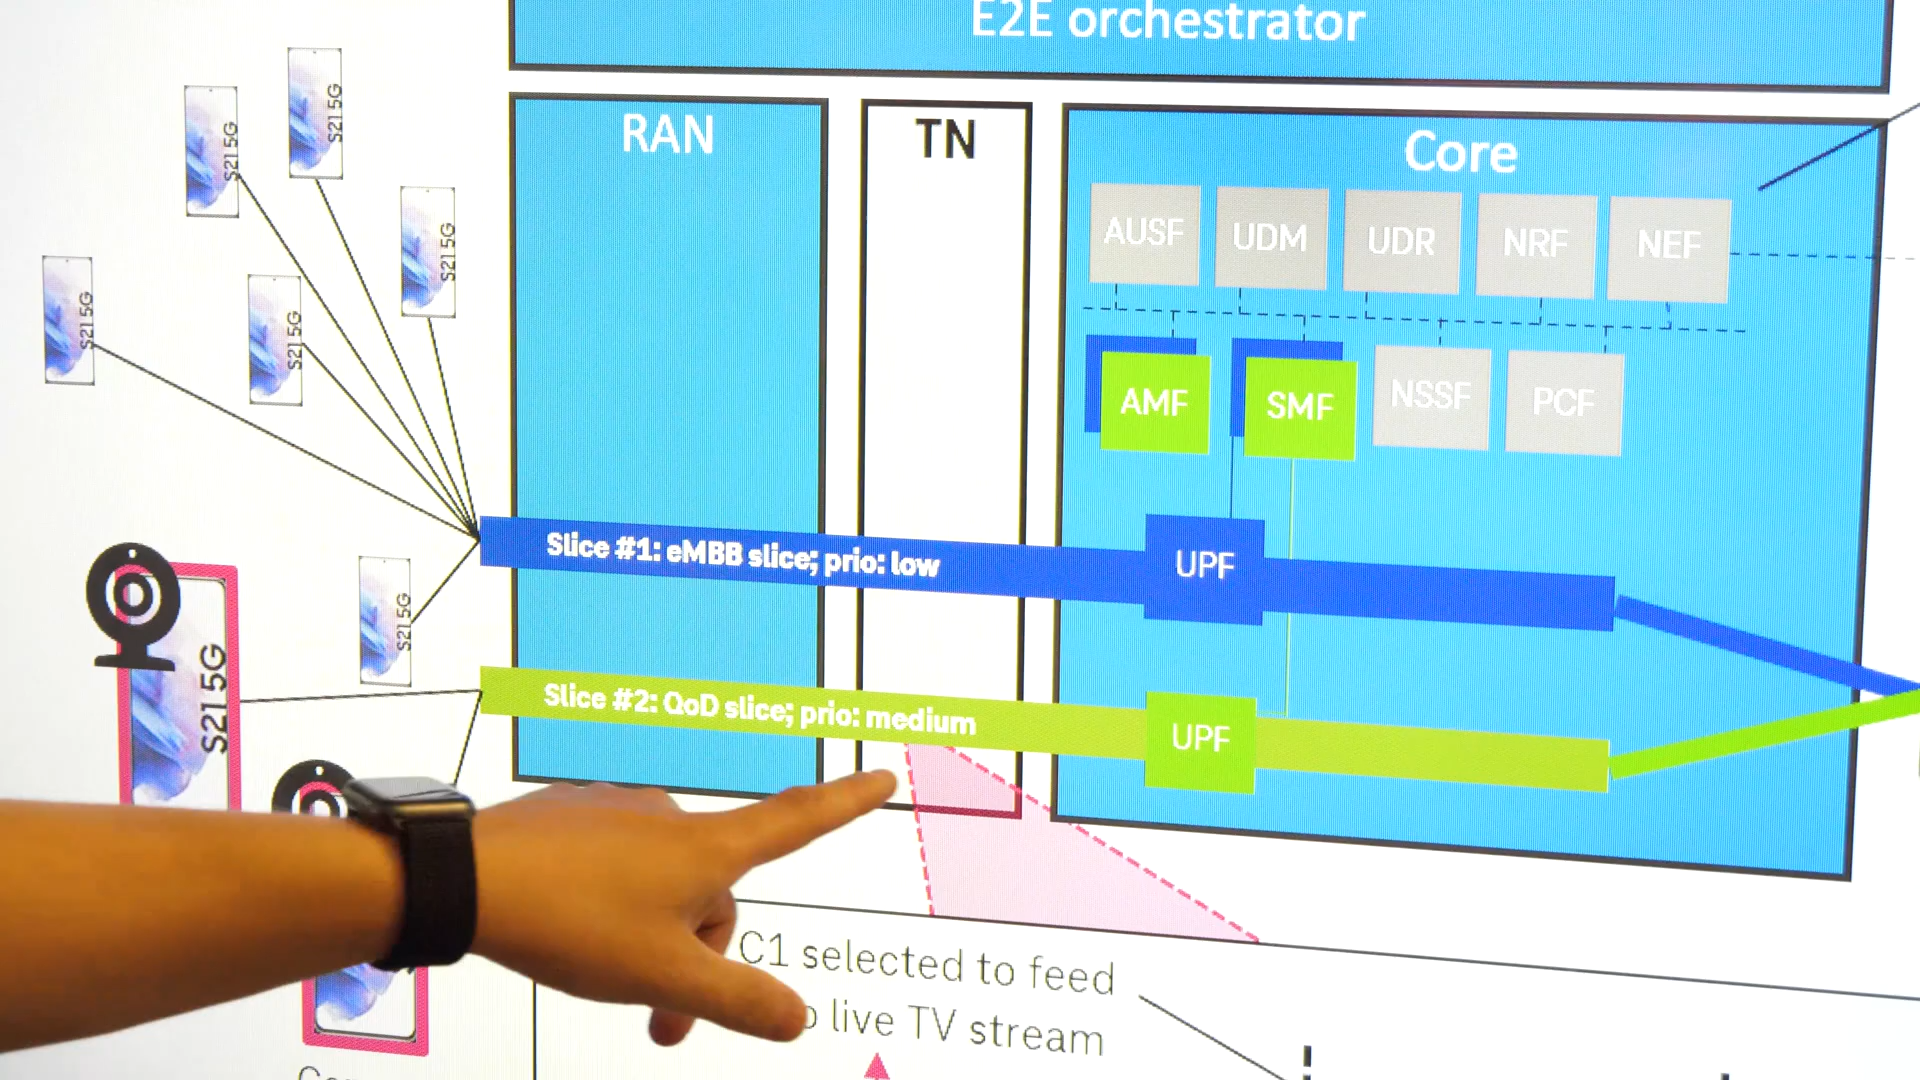 E2E orchestrator
RAN
TN
Core
S21 5G
S21 5G
S21 5G
S21 5G
S21 5G
S21 5G
S21 5G
AUSF
UDM
UDR
NRF
NEF
AMF
SMF
NSSF
PCF
Slice #1: eMBB slice; prio: low
UPF
Slice #2: QoD slice; prio: medium
UPF
C1 selected to feed
live TV stream